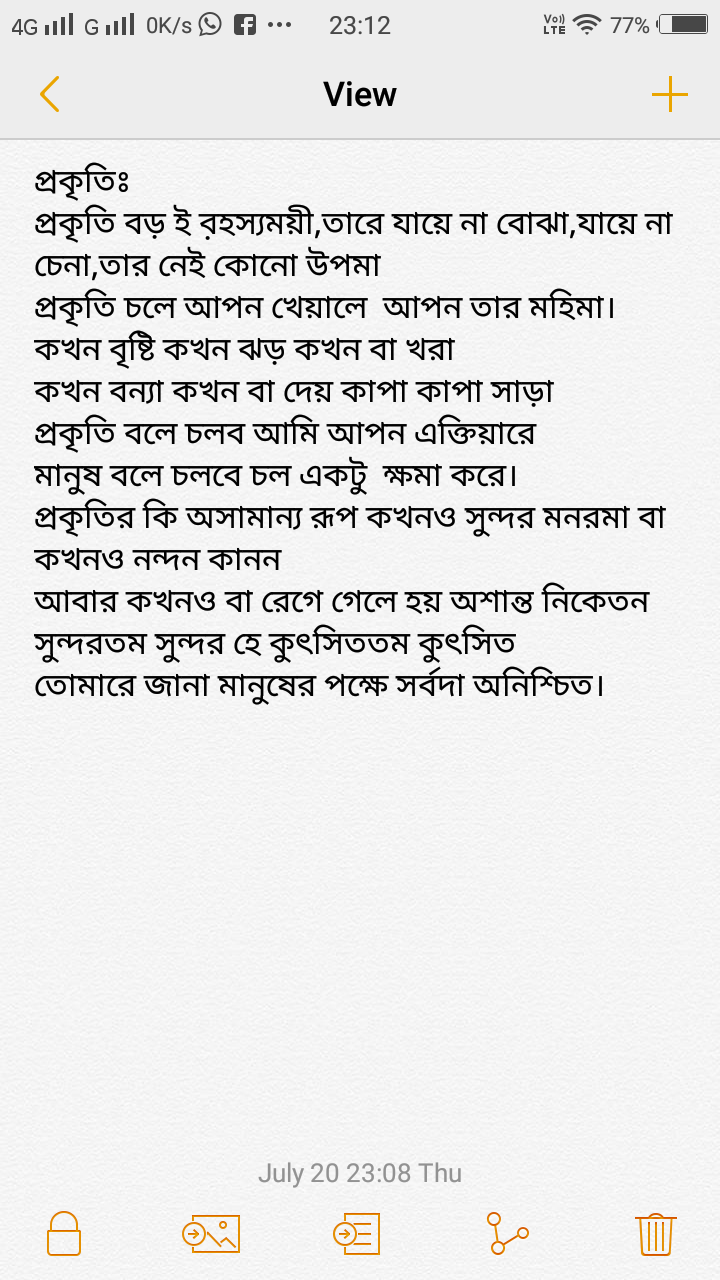 4G G 0K/s 23:12 Vo)) LTE 77%
View
প্রকৃতিঃ
প্রকৃতি বড় ই র়হস্যময়ী,তারে যায়ে না বোঝা,যায়ে না
চেনা,তার নেই কোনো উপমা
প্রকৃতি চলে আপন খেয়ালে  আপন তার মহিমা।
কখন বৃষ্টি কখন ঝড় কখন বা খরা
কখন বন্যা কখন বা দেয় কাপা কাপা সাড়া
প্রকৃতি বলে চলব আমি আপন এক্তিয়ারে
মানুষ বলে চলবে চল একটু  ক্ষমা করে।
প্রকৃতির কি অসামান্য রূপ কখনও সুন্দর মনরমা বা
কখনও নন্দন কানন
আবার কখনও বা রেগে গেলে হয় অশান্ত নিকেতন
সুন্দরতম সুন্দর হে কুৎসিততম কুৎসিত
তোমারে জানা মানুষের পক্ষে সর্বদা অনিশ্চিত।
July 20 23:08 Thu